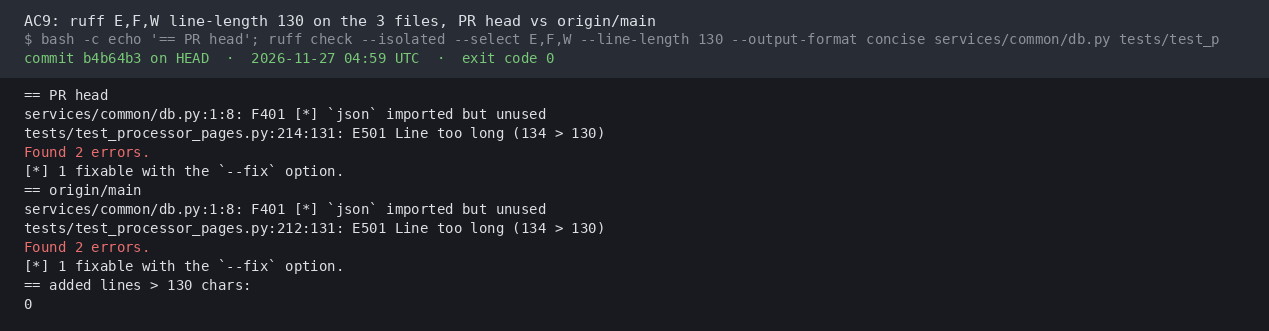 AC9: ruff E,F,W line-length 130 on the 3 files, PR head vs origin/main
$ bash -c echo '== PR head'; ruff check --isolated --select E,F,W --line-length 130 --output-format concise services/common/db.py tests/test_p
commit b4b64b3 on HEAD · 2026-11-27 04:59 UTC · exit code 0
== PR head
services/common/db.py:1:8: F401 [*] `json` imported but unused
tests/test_processor_pages.py:214:131: E501 Line too long (134 > 130)
Found 2 errors.
[*] 1 fixable with the `--fix` option.
== origin/main
services/common/db.py:1:8: F401 [*] `json` imported but unused
tests/test_processor_pages.py:212:131: E501 Line too long (134 > 130)
Found 2 errors.
[*] 1 fixable with the `--fix` option.
== added lines > 130 chars:
0